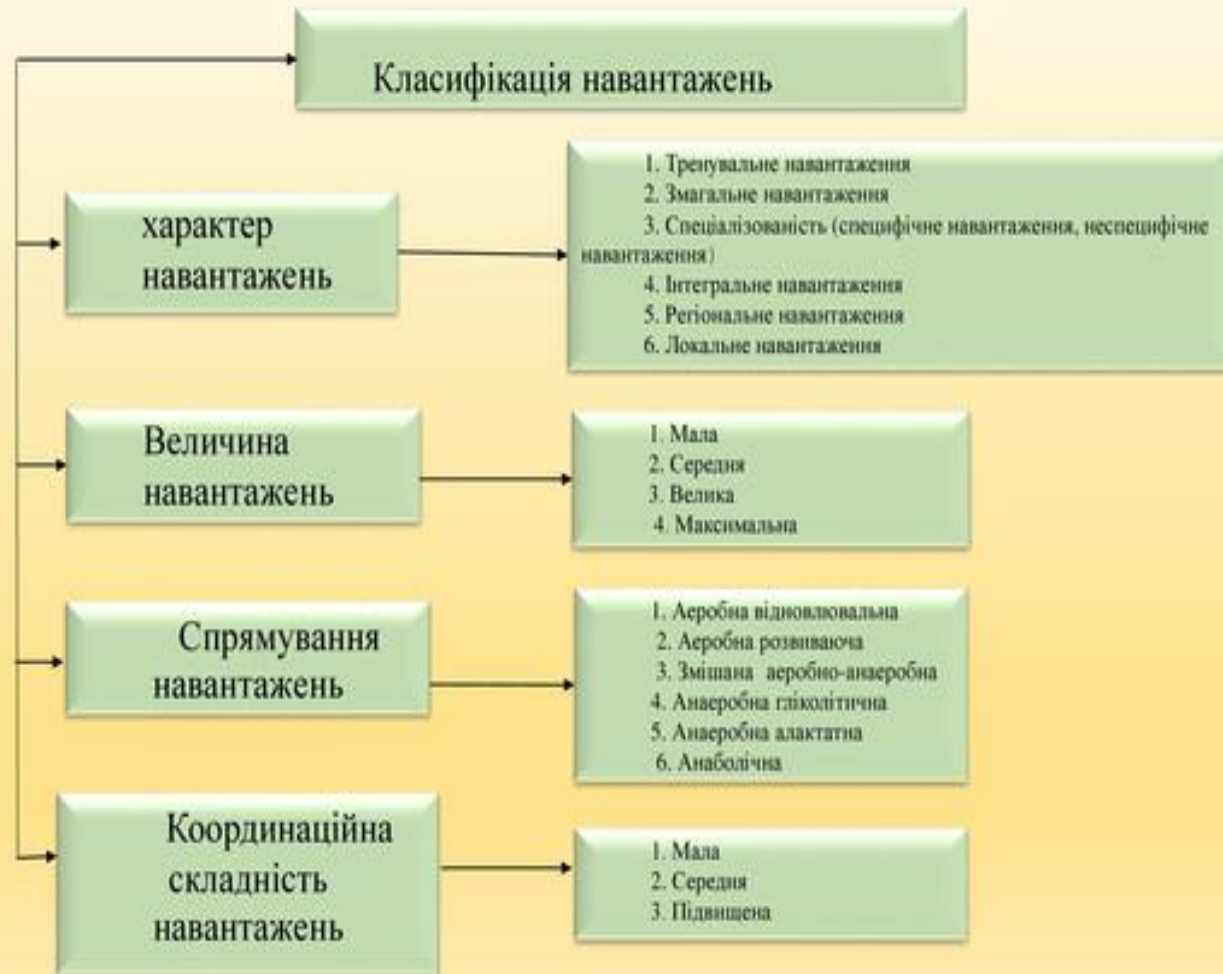 Класифікація навантажень
характер
навантажень
1. Тренувальне навантаження
2. Змагальне навантаження
3. Спеціалізованість (специфічне навантаження, неспецифічне
навантаження)
4. Інтегральне навантаження
5. Регіональне навантаження
6. Локальне навантаження
Величина
навантажень
1. Мала
2. Середня
3. Велика
4. Максимальна
Спрямування
навантажень
1. Аеробна відновлювальна
2. Аеробна розвиваюча
3. Змішана аеробно-анаеробна
4. Анаеробна гліколітична
5. Анаеробна алактатна
6. Анаболічна
Координаційна
складність
навантажень
1. Мала
2. Середня
3. Підвищена